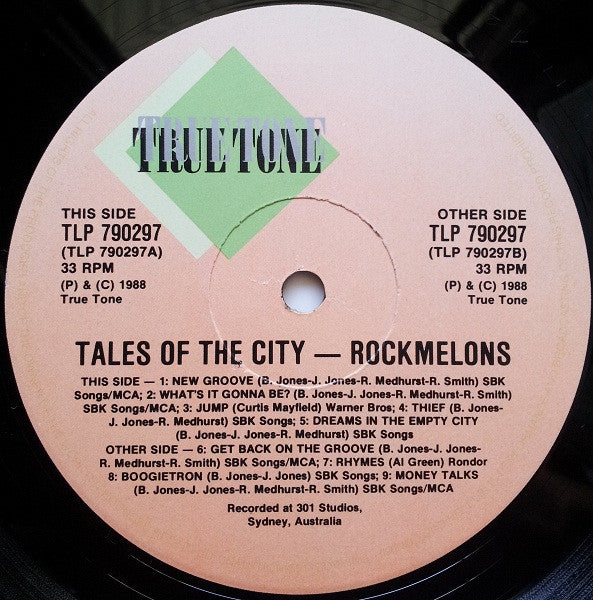 TRUE TONE
TRUE TONE
THIS SIDE
TLP 790297
(TLP 790297A)
33 RPM
(P) & (C) 1988
True Tone
OTHER SIDE
TLP 790297
(TLP 790297B)
33 RPM
(P) & (C) 1988
True Tone
TALES OF THE CITY — ROCKMELONS
THIS SIDE — 1: NEW GROOVE (B. Jones-J. Jones-R. Medhurst-R. Smith) SBK
Songs/MCA; 2: WHAT'S IT GONNA BE? (B. Jones-J. Jones-R. Medhurst-R. Smith)
SBK Songs/MCA; 3: JUMP (Curtis Mayfield) Warner Bros; 4: THIEF (B. Jones-
J. Jones-R. Medhurst) SBK Songs; 5: DREAMS IN THE EMPTY CITY
(B. Jones-J. Jones-R. Medhurst) SBK Songs
OTHER SIDE — 6: GET BACK ON THE GROOVE (B. Jones-J. Jones-
R. Medhurst-R. Smith) SBK Songs/MCA; 7: RHYMES (Al Green) Rondor
8: BOOGIETRON (B. Jones-J. Jones) SBK Songs; 9: MONEY TALKS
(B. Jones-J. Jones-R. Medhurst-R. Smith) SBK Songs/MCA
Recorded at 301 Studios,
Sydney, Australia